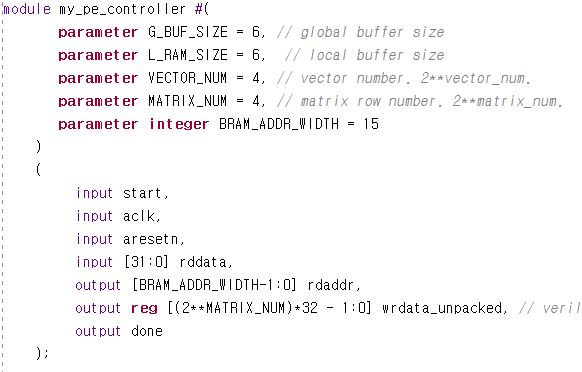 module my_pe_controller #(
parameter G_BUF_SIZE = 6, // global buffer size
parameter L_RAM_SIZE = 6, // local buffer size
parameter VECTOR_NUM = 4, // vector number. 2**vector_num.
parameter MATRIX_NUM = 4, // matrix row number. 2**matrix_num.
parameter integer BRAM_ADDR_WIDTH = 15
)
(
input start,
input aclk,
input aresetn,
input [31:0] rddata,
output [BRAM_ADDR_WIDTH-1:0] rdaddr,
output reg [(2**MATRIX_NUM)*32 - 1:0] wrdata_unpacked, // veril
output done
);